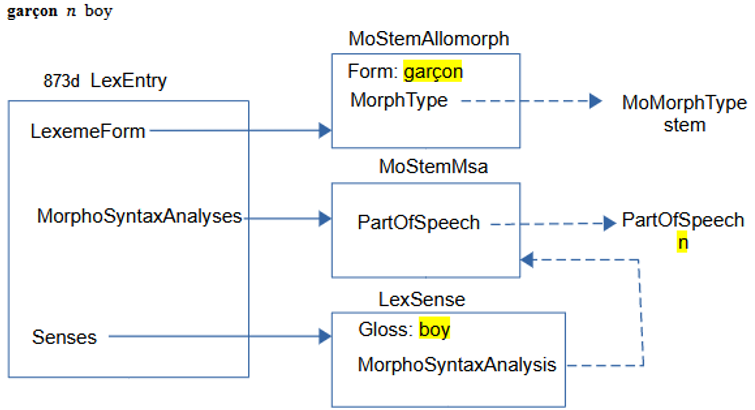 garçon n boy
MoStemAllomorph
873d LexEntry
Form: garçon
MorphType
MoMorphType
stem
LexemeForm
MoStemMsa
MorphoSyntaxAnalyses
PartOfSpeech
PartOfSpeech
n
LexSense
Senses
Gloss: boy
MorphoSyntaxAnalysis